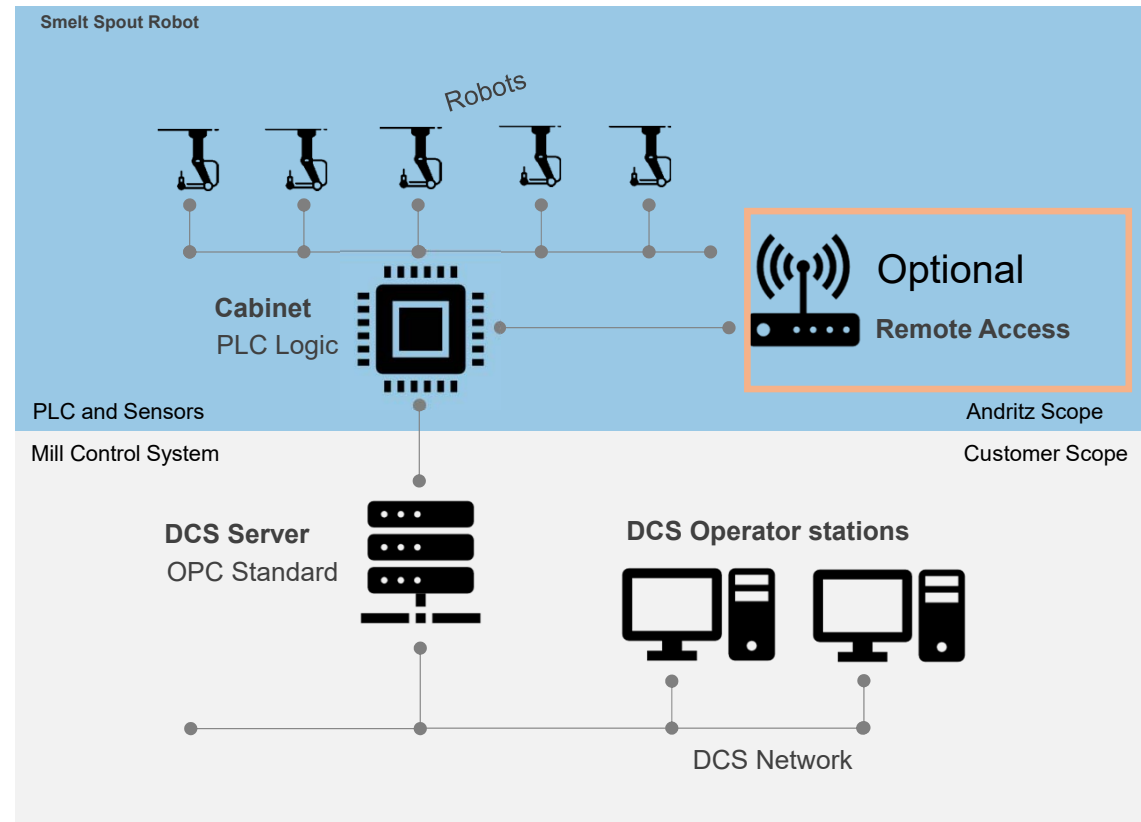 Smelt Spout Robot
Robots
Optional
Remote Access
Cabinet
PLC Logic
PLC and Sensors
Andritz Scope
Mill Control System
Customer Scope
DCS Server
OPC Standard
DCS Operator stations
DCS Network